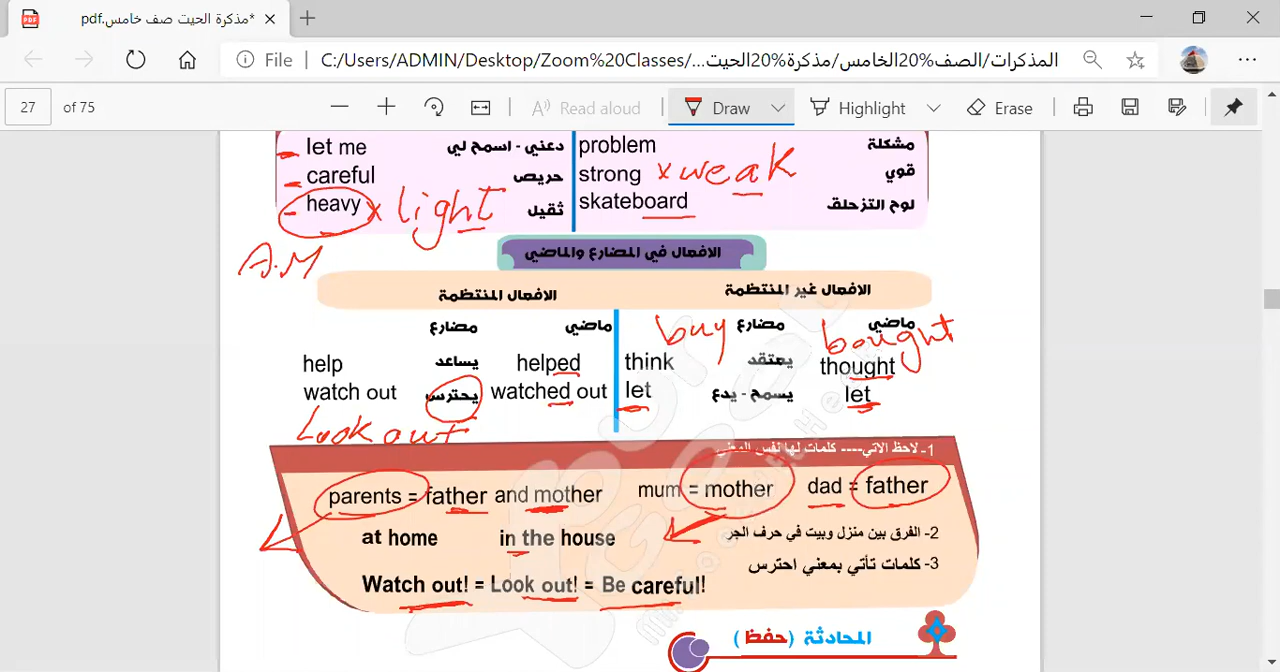 مذكرة الحيت صف خامس.pdf*
File C:/Users/ADMIN/Desktop/Zoom%20Classes/المذكرات/الصف%20الخامس/مذكرة%20الحيت...
27 of 75 Read aloud Draw Highlight Erase
let me دعني - اسمح لي problem مشكلة
careful حريص strong x weak قوي
heavy x light ثقيل skateboard لوح التزحلق
A.M
الافعال في المضارع والماضي
الافعال المنتظمة الافعال غير المنتظمة
مضارع ماضي buy مضارع ماضي bought
help يساعد helped think يعتقد thought
watch out يحترس watched out let يسمح - يدع let
Look out
1- لاحظ الاتي---- كلمات لها نفس المعني
parents = father and mother mum = mother dad = father
at home in the house 2- الفرق بين منزل وبيت في حرف الجر
3- كلمات تأتي بمعني احترس
Watch out! = Look out! = Be careful!
المحادثة (حفظ)